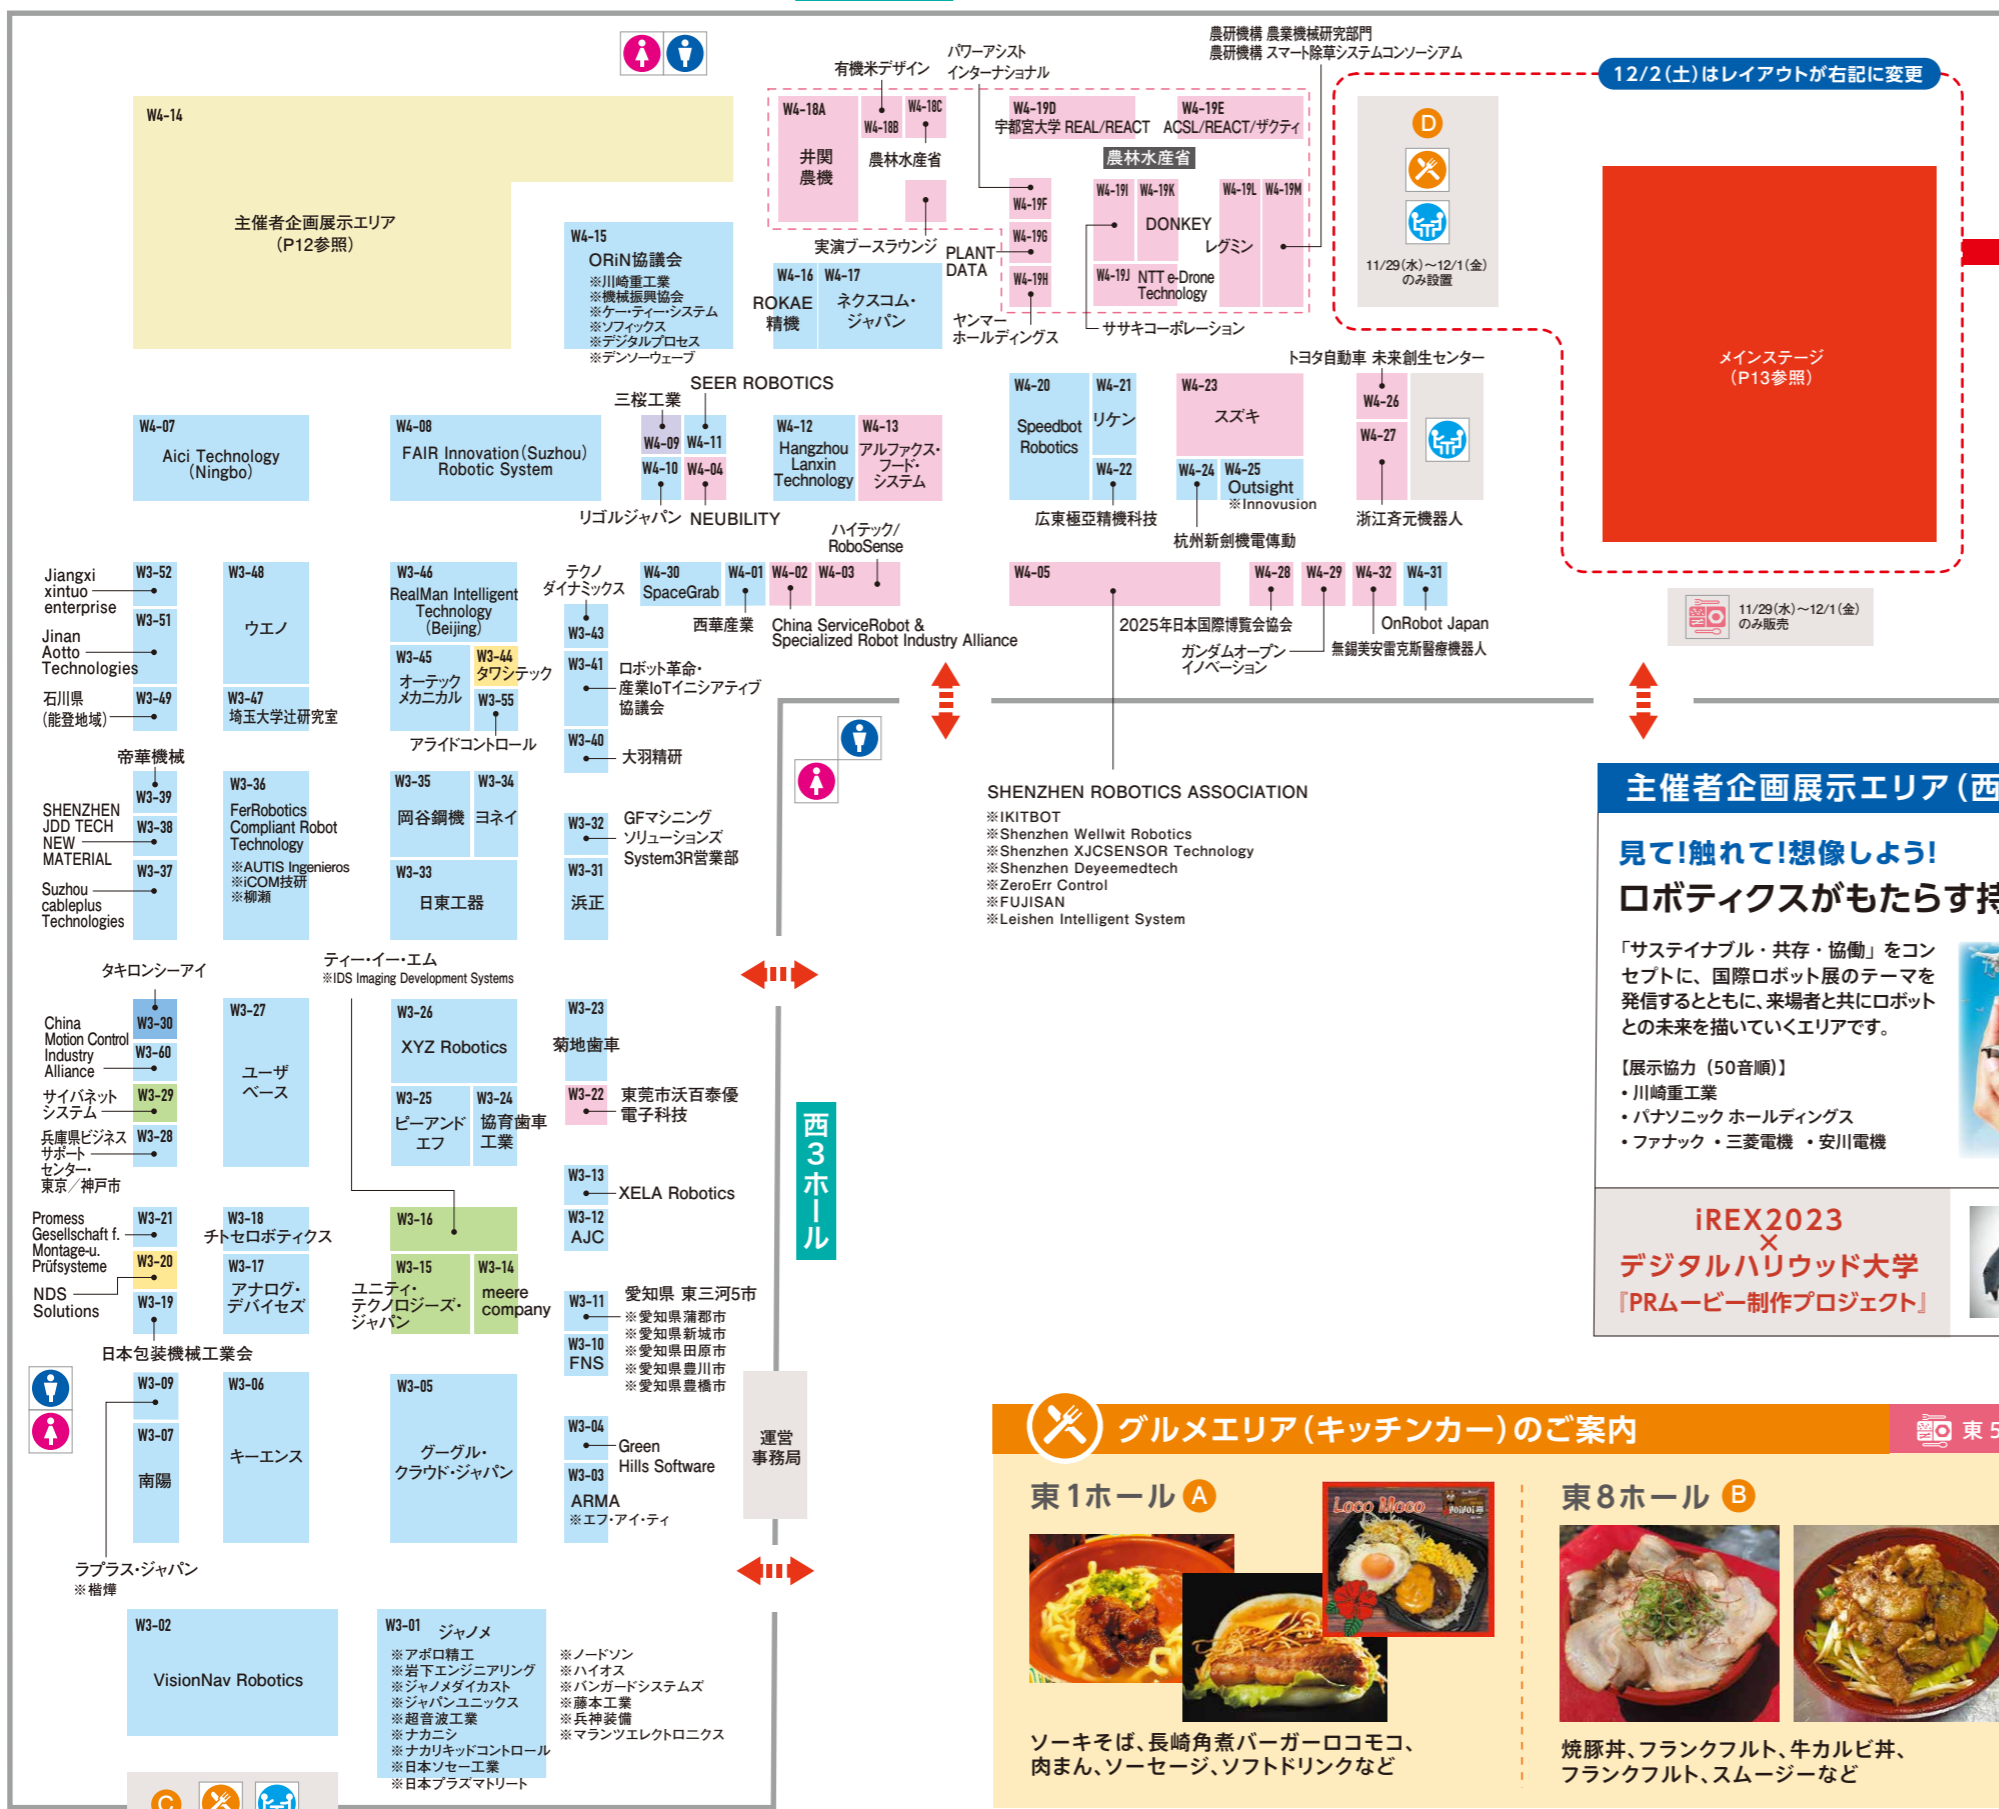 12/2(土)はレイアウトが右記に変更
W4-14
主催者企画展示エリア
(P12参照)
W4-15
ORiN協議会
※川崎重工業
※機械振興協会
※ケー・ティー・システム
※ソフィックス
※デジタルプロセス
※デンソーウェーブ
有機米デザイン
パワーアシスト
インターナショナル
農研機構 農業機械研究部門
農研機構 スマート除草システムコンソーシアム
W4-18A
井関
農機
W4-18B
W4-18C
農林水産省
実演ブースラウンジ
W4-19D
宇都宮大学 REAL/REACT
W4-19E
ACSL/REACT/ザクティ
農林水産省
W4-19F
W4-19G
PLANT
DATA
W4-19H
ヤンマー
ホールディングス
W4-19I
W4-19K
DONKEY
W4-19J
NTT e-Drone
Technology
W4-19L
W4-19M
レグミン
ササキコーポレーション
W4-16
ROKAE
精機
W4-17
ネクスコム・
ジャパン
D
11/29(水)～12/1(金)
のみ設置
メインステージ
(P13参照)
11/29(水)～12/1(金)
のみ販売
W4-07
Aici Technology
(Ningbo)
W4-08
FAIR Innovation(Suzhou)
Robotic System
三桜工業
SEER ROBOTICS
W4-09
W4-11
W4-10
W4-04
リゴルジャパン
NEUBILITY
W4-12
Hangzhou
Lanxin
Technology
W4-13
アルファクス・
フード・
システム
W4-20
Speedbot
Robotics
W4-21
リケン
W4-22
広東極亞精機科技
W4-23
スズキ
W4-24
W4-25
Outsight
※Innovusion
杭州新劍機電傳動
トヨタ自動車 未来創生センター
W4-26
W4-27
浙江斉元機器人
W4-30
SpaceGrab
W4-01
西華産業
W4-02
China ServiceRobot &
Specialized Robot Industry Alliance
W4-03
ハイテック/
RoboSense
W4-05
W4-28
2025年日本国際博覧会協会
W4-29
ガンダムオープン
イノベーション
W4-32
無錫美安雷克斯醫療機器人
W4-31
OnRobot Japan
SHENZHEN ROBOTICS ASSOCIATION
※IKITBOT
※Shenzhen Wellwit Robotics
※Shenzhen XJCSENSOR Technology
※Shenzhen Deyeemedtech
※ZeroErr Control
※FUJISAN
※Leishen Intelligent System
Jiangxi
xintuo
enterprise
W3-52
W3-51
Jinan
Aotto
Technologies
石川県
(能登地域)
W3-49
W3-48
ウエノ
W3-47
埼玉大学辻研究室
W3-46
RealMan Intelligent
Technology
(Beijing)
W3-45
オーテック
メカニカル
W3-44
タワシテック
W3-55
アライドコントロール
テクノ
ダイナミックス
W3-43
W3-41
ロボット革命・
産業IoTイニシアティブ
協議会
W3-40
大羽精研
帝華機械
W3-39
SHENZHEN
JDD TECH
NEW
MATERIAL
W3-38
W3-37
Suzhou
cableplus
Technologies
W3-36
FerRobotics
Compliant Robot
Technology
※AUTIS Ingenieros
※iCOM技研
※柳瀬
W3-35
岡谷鋼機
W3-34
ヨネイ
W3-33
日東工器
W3-32
GFマシニング
ソリューションズ
System3R営業部
W3-31
浜正
タキロンシーアイ
W3-30
China
Motion Control
Industry
Alliance
W3-60
サイバネット
システム
W3-29
兵庫県ビジネス
サポート
センター・
東京／神戸市
W3-28
W3-27
ユーザ
ベース
ティー・イー・エム
※IDS Imaging Development Systems
W3-26
XYZ Robotics
W3-25
ピーアンド
エフ
W3-24
協育歯車
工業
W3-23
菊地歯車
W3-22
東莞市沃百泰優
電子科技
西3ホール
Promess
Gesellschaft f.
Montage-u.
Prüfsysteme
W3-21
W3-20
NDS
Solutions
W3-19
日本包装機械工業会
W3-18
チトセロボティクス
W3-17
アナログ・
デバイセズ
W3-16
W3-15
ユニティ・
テクノロジーズ・
ジャパン
W3-14
meere
company
W3-13
XELA Robotics
W3-12
AJC
W3-11
愛知県 東三河5市
※愛知県蒲郡市
※愛知県新城市
※愛知県田原市
※愛知県豊川市
※愛知県豊橋市
W3-10
FNS
W3-09
W3-07
南陽
ラプラス・ジャパン
※楷燁
W3-06
キーエンス
W3-05
グーグル・
クラウド・ジャパン
W3-04
Green
Hills Software
W3-03
ARMA
※エフ・アイ・ティ
運営
事務局
W3-02
VisionNav Robotics
W3-01
ジャノメ
※アポロ精工
※岩下エンジニアリング
※ジャノメダイカスト
※ジャパンユニックス
※超音波工業
※ナカニシ
※ナカリキッドコントロール
※日本ソセー工業
※日本プラズマトリート
※ノードソン
※ハイオス
※バンガードシステムズ
※藤本工業
※兵神装備
※マランツエレクトロニクス
C
主催者企画展示エリア(西
見て!触れて!想像しよう!
ロボティクスがもたらす持
「サステイナブル・共存・協働」をコン
セプトに、国際ロボット展のテーマを
発信するとともに、来場者と共にロボット
との未来を描いていくエリアです。
【展示協力（50音順）】
・川崎重工業
・パナソニック ホールディングス
・ファナック ・三菱電機 ・安川電機
iREX2023
×
デジタルハリウッド大学
『PRムービー制作プロジェクト』
グルメエリア(キッチンカー)のご案内
東5
東1ホール A
Loco Moco
ソーキそば、長崎角煮バーガーロコモコ、
肉まん、ソーセージ、ソフトドリンクなど
東8ホール B
焼豚丼、フランクフルト、牛カルビ丼、
フランクフルト、スムージーなど